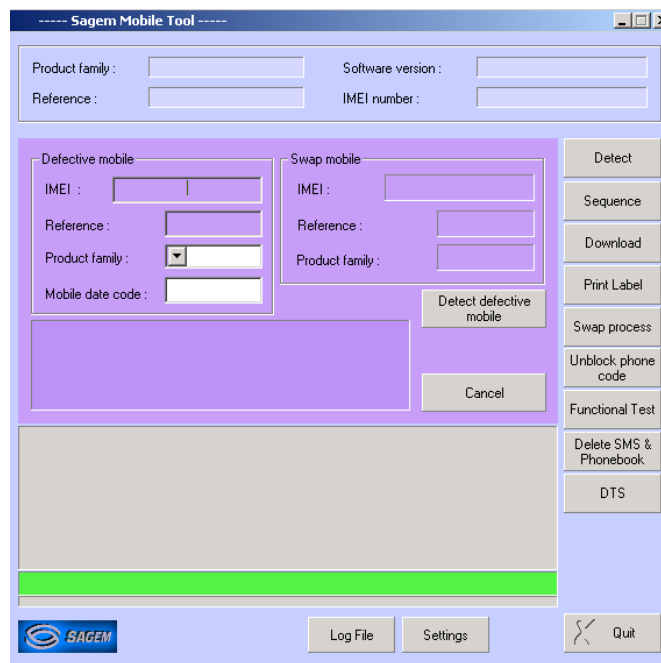 ----- Sagem Mobile Tool -----
Product family :
Software version :
Reference :
IMEI number :
Defective mobile
IMEI :
Reference :
Product family :
Mobile date code :
Swap mobile
IMEI :
Reference :
Product family :
Detect defective
mobile
Cancel
Detect
Sequence
Download
Print Label
Swap process
Unblock phone
code
Functional Test
Delete SMS &
Phonebook
DTS
SAGEM
Log File
Settings
Quit